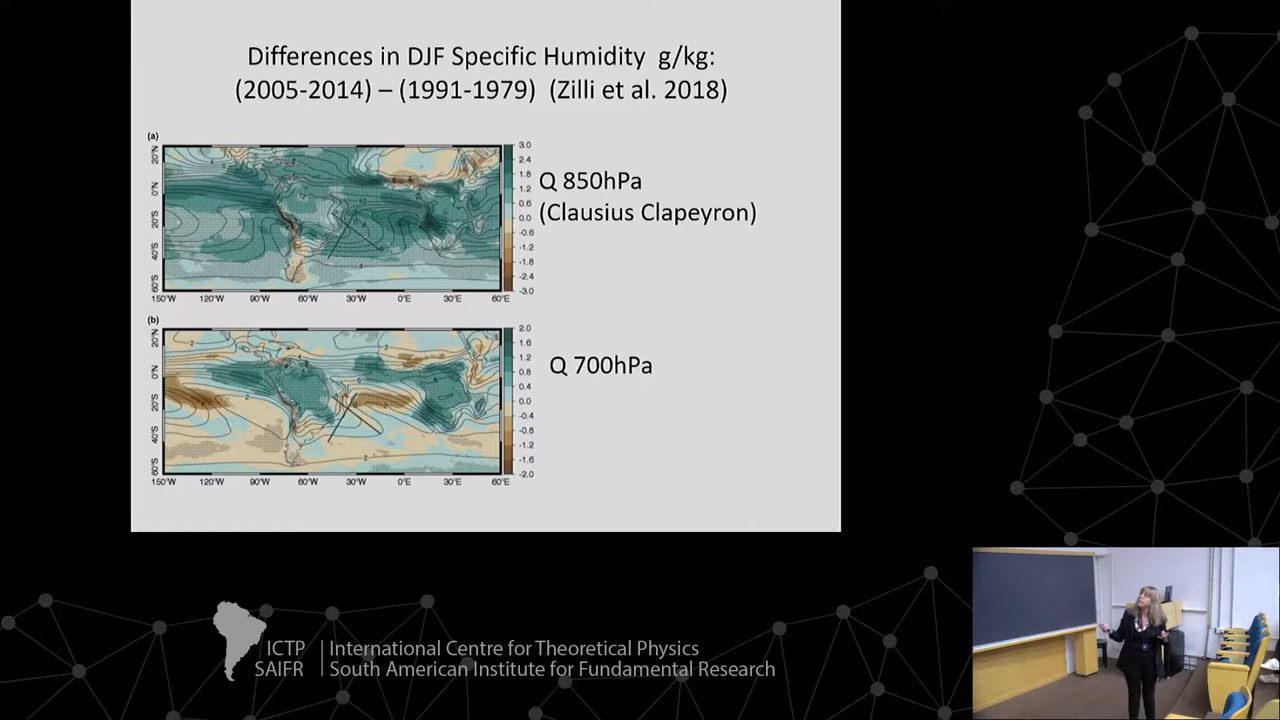 Differences in DJF Specific Humidity g/kg:
(2005-2014) – (1991-1979) (Zilli et al. 2018)
(a)
20°N
0°N
20°S
40°S
60°S
150°W 120°W 90°W 60°W 30°W 0°E 30°E 60°E
3.0
2.4
1.8
1.2
0.6
0.0
-0.6
-1.2
-1.8
-2.4
-3.0
Q 850hPa
(Clausius Clapeyron)
(b)
20°N
0°N
20°S
40°S
60°S
150°W 120°W 90°W 60°W 30°W 0°E 30°E 60°E
2.0
1.6
1.2
0.8
0.4
0.0
-0.4
-0.8
-1.2
-1.6
-2.0
Q 700hPa
ICTP
SAIFR
International Centre for Theoretical Physics
South American Institute for Fundamental Research